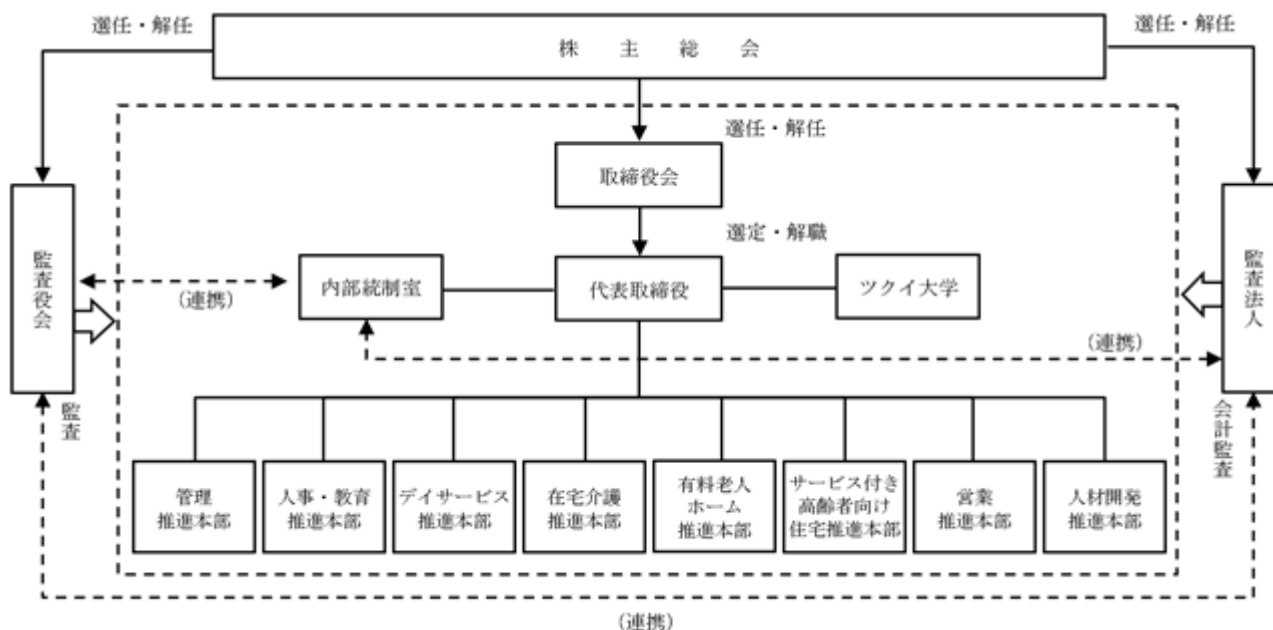 選任・解任
株主総会
選任・解任
選任・解任
取締役会
選定・解職
監査役会
(連携)
内部統制室
代表取締役
ツクイ大学
監査法人
(連携)
監査
会計監査
管理
推進本部
人事・教育
推進本部
デイサービス
推進本部
在宅介護
推進本部
有料老人
ホーム
推進本部
サービス付き
高齢者向け
住宅推進本部
営業
推進本部
人材開発
推進本部
(連携)